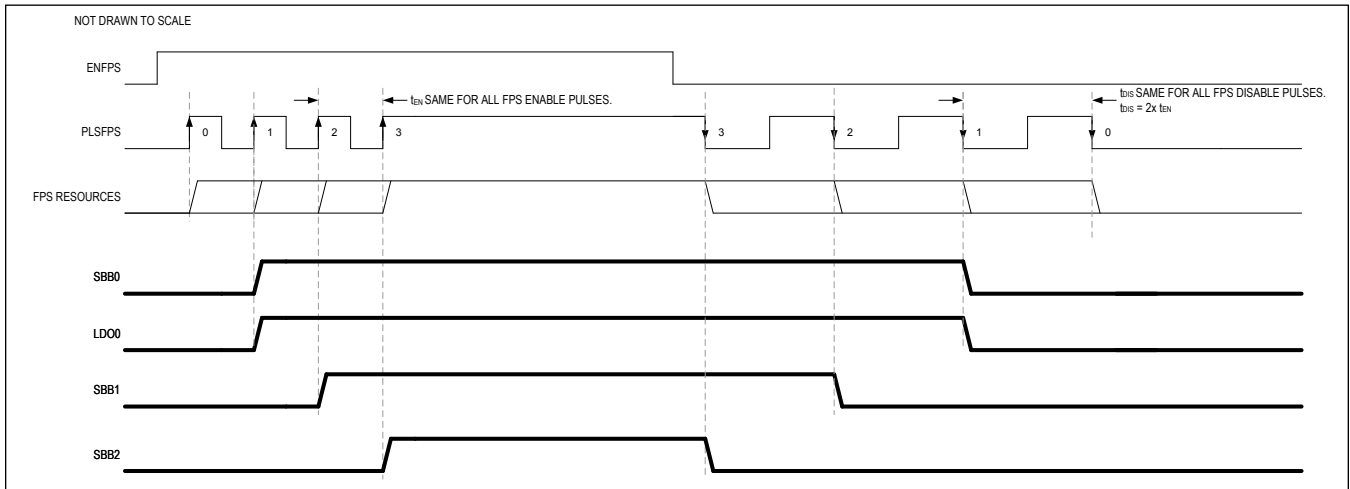 NOT DRAWN TO SCALE
ENFPS
tEN SAME FOR ALL FPS ENABLE PULSES.
tDIS SAME FOR ALL FPS DISABLE PULSES.
tDIS = 2x tEN
PLSFPS
0 1 2 3 3 2 1 0
FPS RESOURCES
SBB0
LDO0
SBB1
SBB2